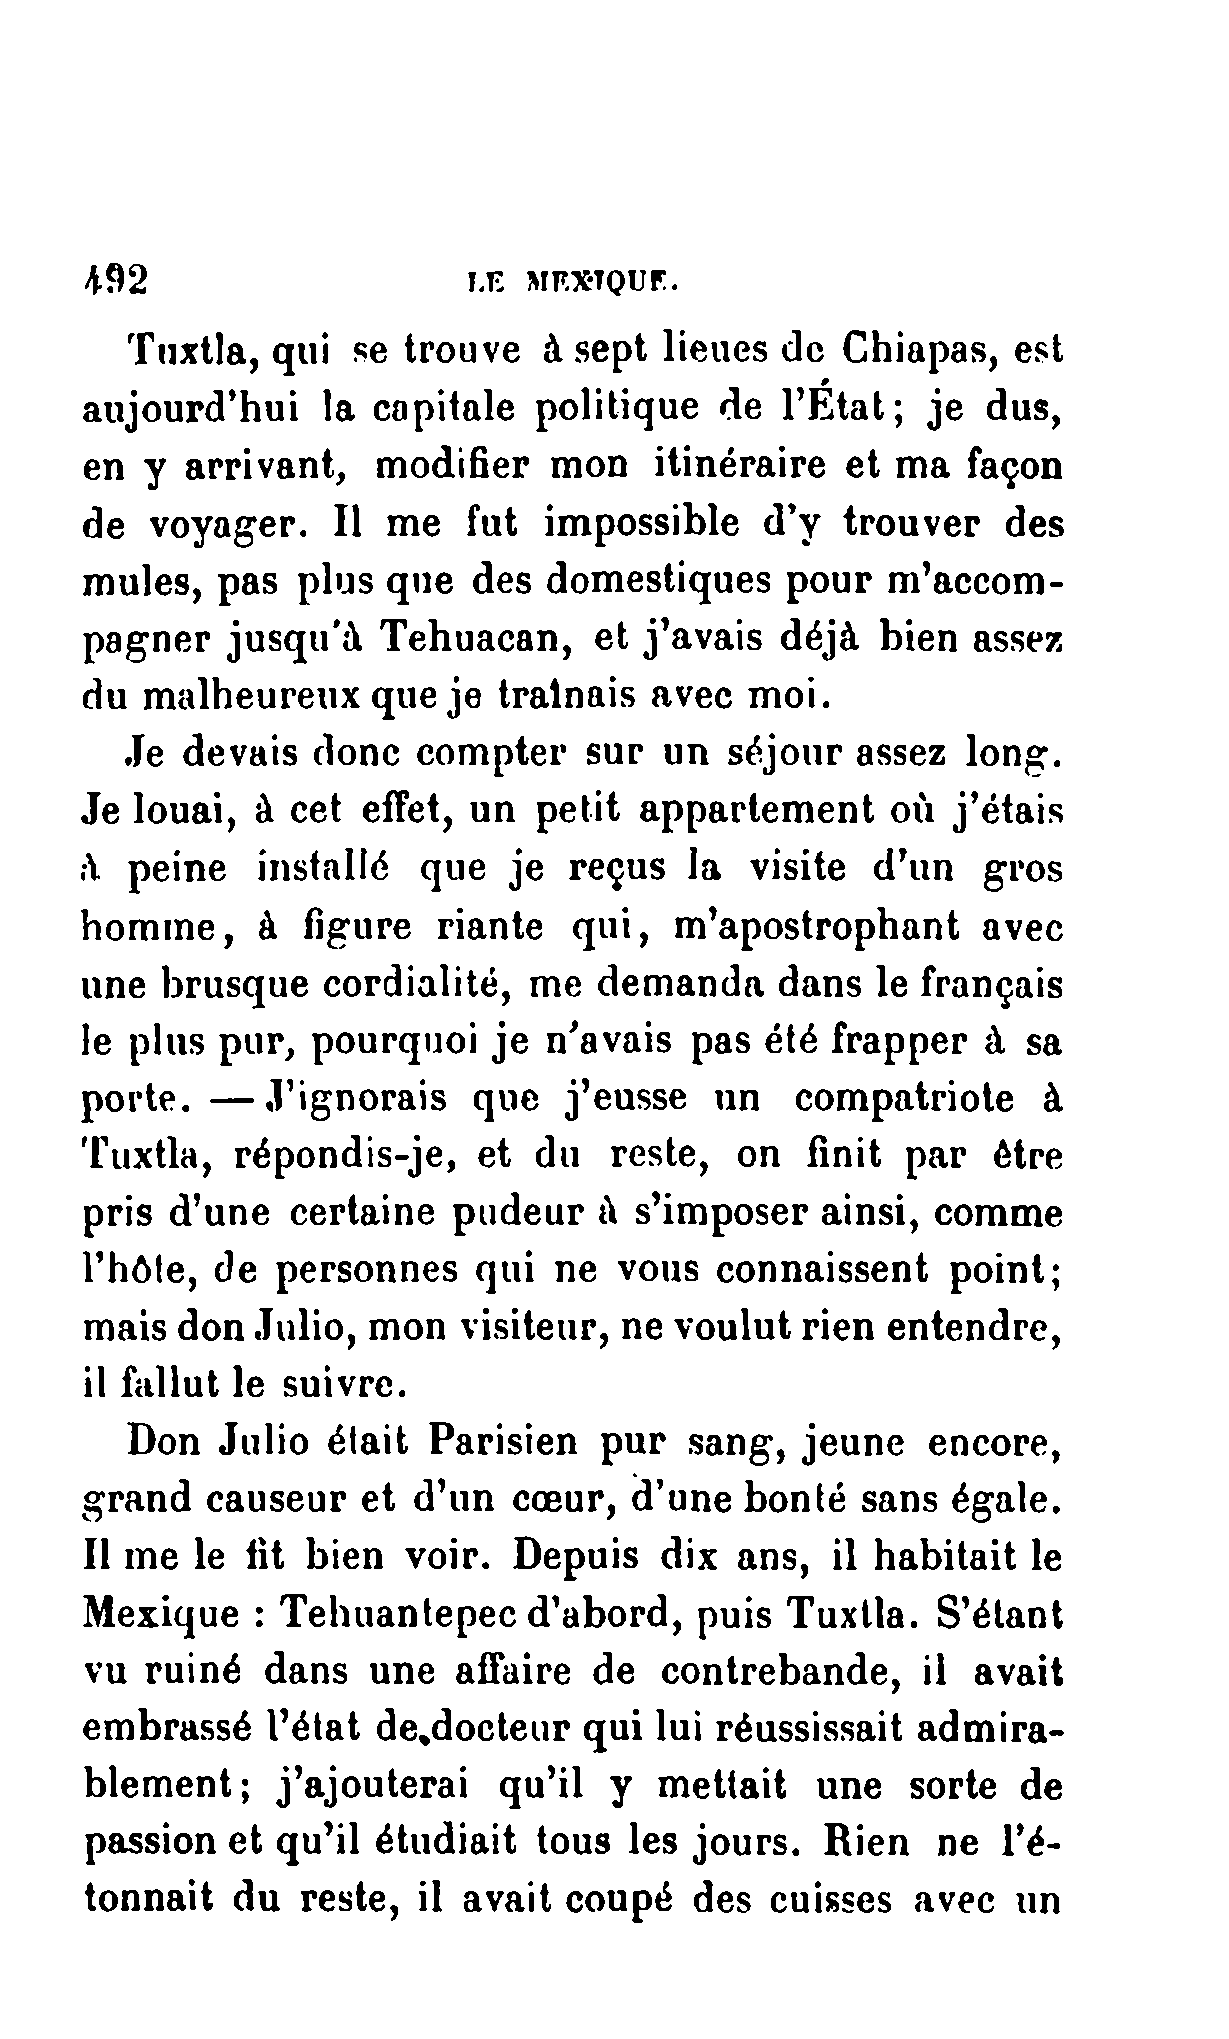 492 LE MEXIQUE.
Tuxtla, qui se trouve à sept lieues de Chiapas, est
aujourd'hui la capitale politique de l'État; je dus,
en y arrivant, modifier mon itinéraire et ma façon
de voyager. Il me fut impossible d'y trouver des
mules, pas plus que des domestiques pour m'accom-
pagner jusqu'à Tehuacan, et j'avais déjà bien assez
du malheureux que je traînais avec moi.
Je devais donc compter sur un séjour assez long.
Je louai, à cet effet, un petit appartement où j'étais
à peine installé que je reçus la visite d'un gros
homme, à figure riante qui, m'apostrophant avec
une brusque cordialité, me demanda dans le français
le plus pur, pourquoi je n'avais pas été frapper à sa
porte. — J'ignorais que j'eusse un compatriote à
Tuxtla, répondis-je, et du reste, on finit par être
pris d'une certaine pudeur à s'imposer ainsi, comme
l'hôte, de personnes qui ne vous connaissent point;
mais don Julio, mon visiteur, ne voulut rien entendre,
il fallut le suivre.
Don Julio était Parisien pur sang, jeune encore,
grand causeur et d'un cœur, d'une bonté sans égale.
Il me le fit bien voir. Depuis dix ans, il habitait le
Mexique : Tehuantepec d'abord, puis Tuxtla. S'étant
vu ruiné dans une affaire de contrebande, il avait
embrassé l'état de docteur qui lui réussissait admira-
blement; j'ajouterai qu'il y mettait une sorte de
passion et qu'il étudiait tous les jours. Rien ne l'é-
tonnait du reste, il avait coupé des cuisses avec un